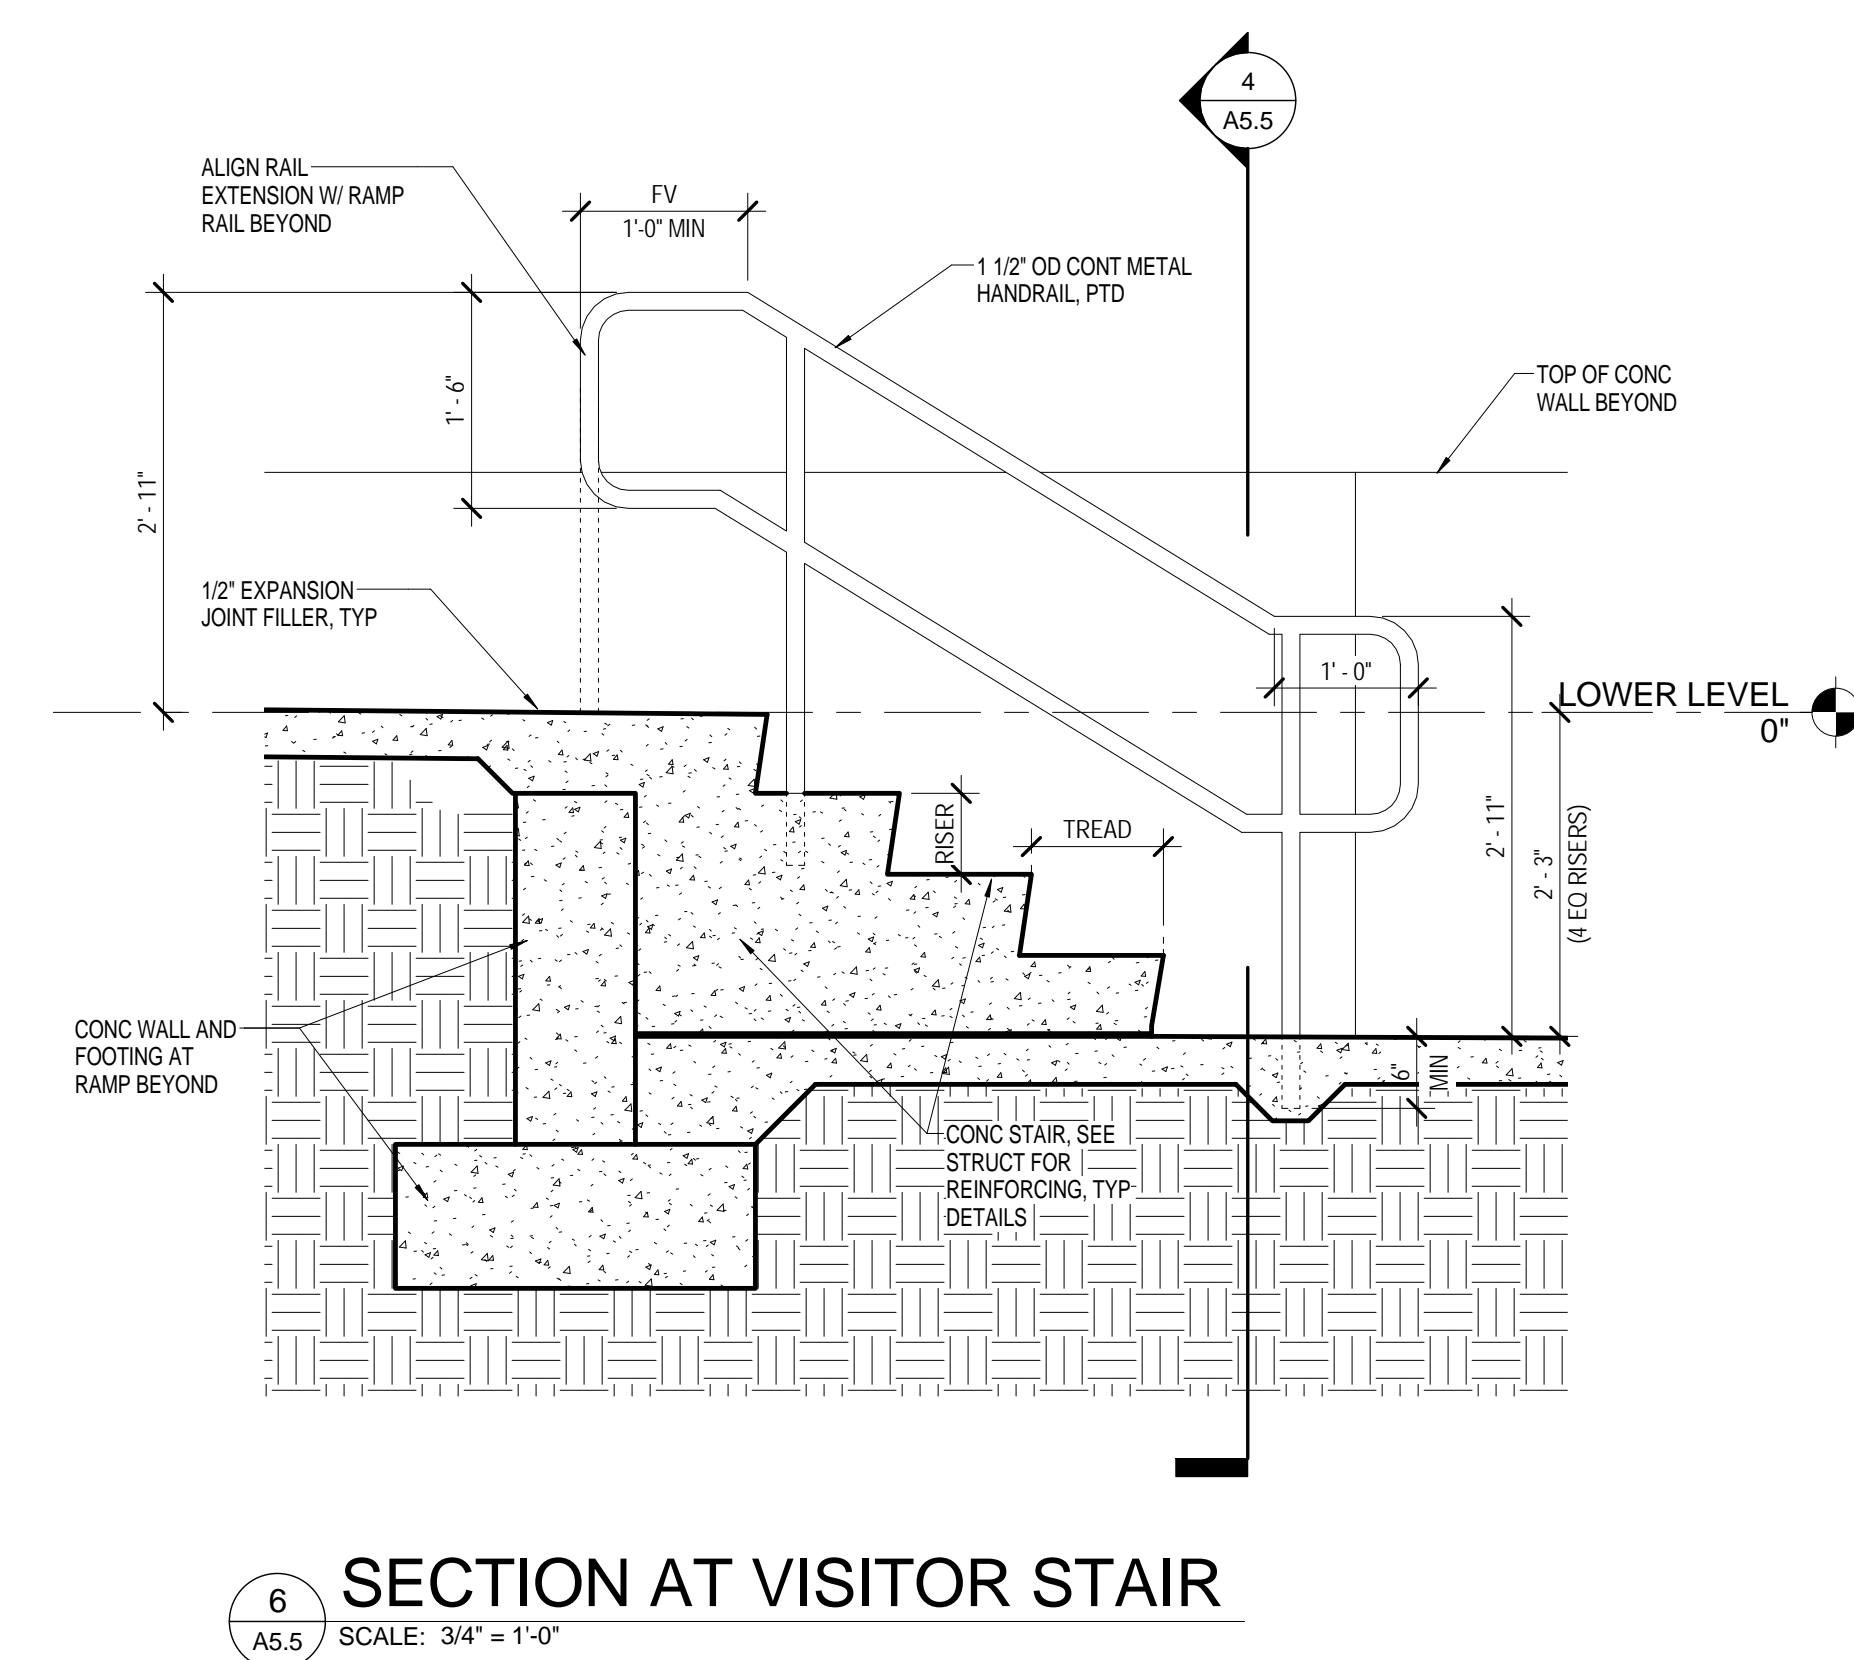 4
A5.5
ALIGN RAIL
EXTENSION W/ RAMP
RAIL BEYOND
FV
1'-0" MIN
1 1/2" OD CONT METAL
HANDRAIL, PTD
TOP OF CONC
WALL BEYOND
2' - 11"
1' - 6"
1/2" EXPANSION
JOINT FILLER, TYP
1' - 0"
LOWER LEVEL
0"
RISER
TREAD
2' - 11"
2' - 3"
(4 EQ RISERS)
CONC WALL AND
FOOTING AT
RAMP BEYOND
6"
MIN
CONC STAIR, SEE
STRUCT FOR
REINFORCING, TYP
DETAILS
6
A5.5
SECTION AT VISITOR STAIR
SCALE: 3/4" = 1'-0"